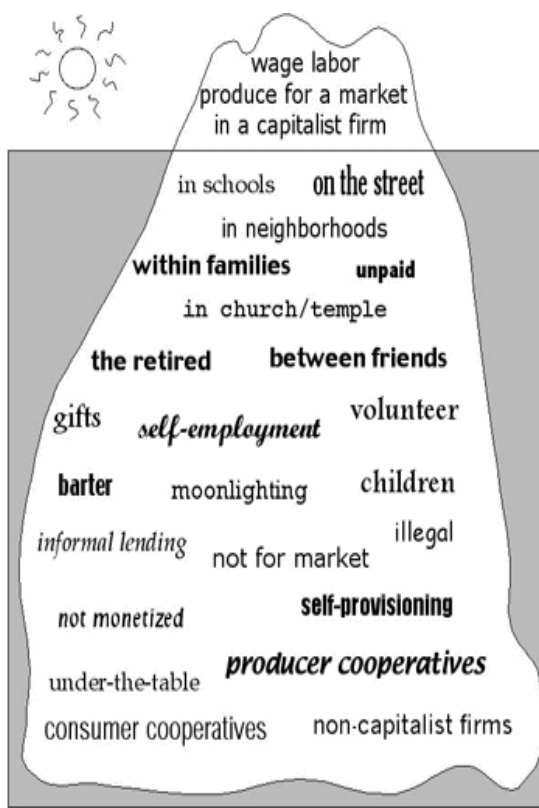 wage labor
produce for a market
in a capitalist firm
in schools on the street
in neighborhoods
within families unpaid
in church/temple
the retired between friends
gifts self-employment volunteer
barter moonlighting children
informal lending not for market illegal
not monetized self-provisioning
under-the-table producer cooperatives
consumer cooperatives non-capitalist firms